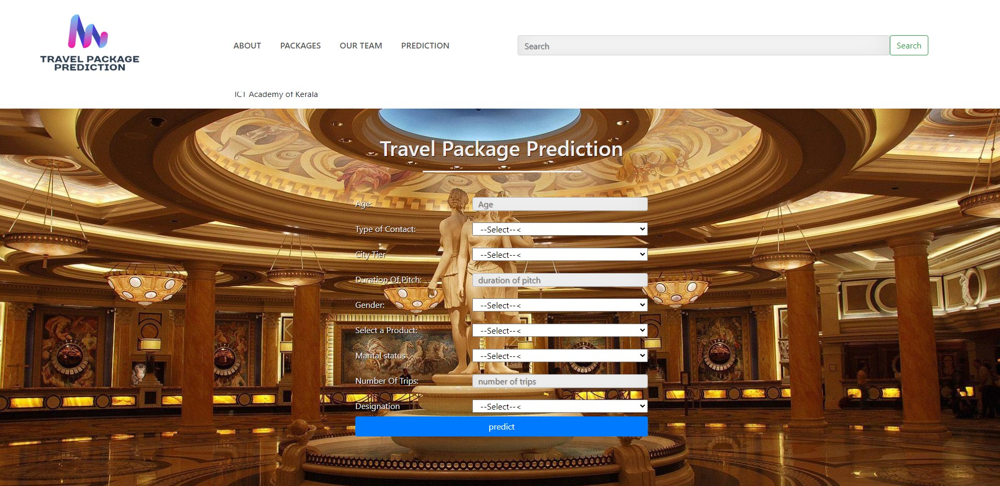 TRAVEL PACKAGE
PREDICTION
ABOUT PACKAGES OUR TEAM PREDICTION
Search Search
ICT Academy of Kerala
Travel Package Prediction
Age: Age
Type of Contact: --Select--<
City Tier --Select--<
Duration Of Pitch: duration of pitch
Gender: --Select--<
Select a Product: --Select--<
Marital status --Select--<
Number Of Trips: number of trips
Designation --Select--<
predict